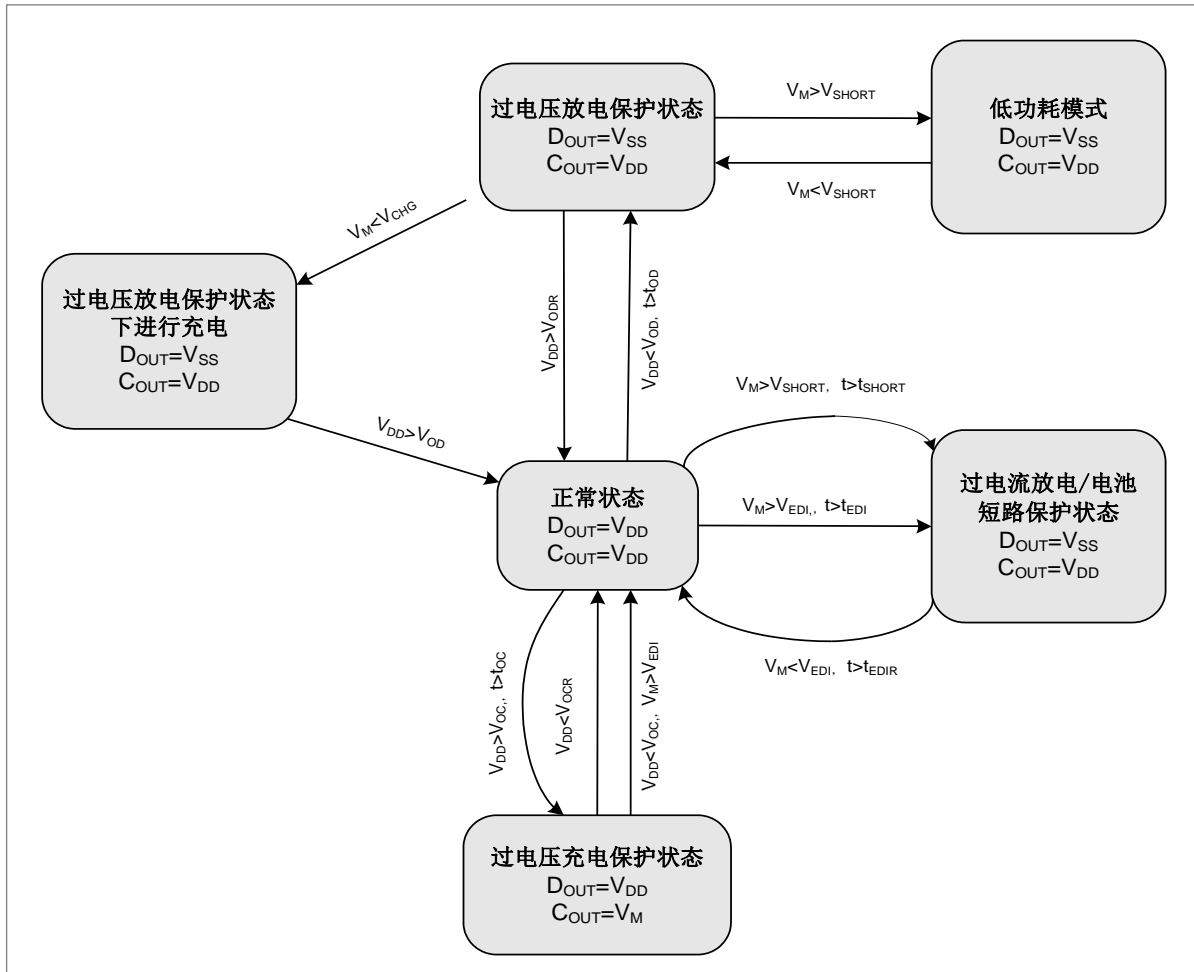 过电压放电保护状态
DOUT=VSS
COUT=VDD
VM>VSHORT
VM<VSHORT
低功耗模式
DOUT=VSS
COUT=VDD
VM<VCHG
过电压放电保护状态
下进行充电
DOUT=VSS
COUT=VDD
VDD>VODR
VDD<VOD, t>tOD
VDD>VOD
VM>VSHORT, t>tSHORT
正常状态
DOUT=VDD
COUT=VDD
VM>VEDI,, t>tEDI
过电流放电/电池
短路保护状态
DOUT=VSS
COUT=VDD
VM<VEDI, t>tEDIR
VDD>VOC,, t>tOC
VDD<VOCR
VDD<VOC,, VM>VEDI
过电压充电保护状态
DOUT=VDD
COUT=VM